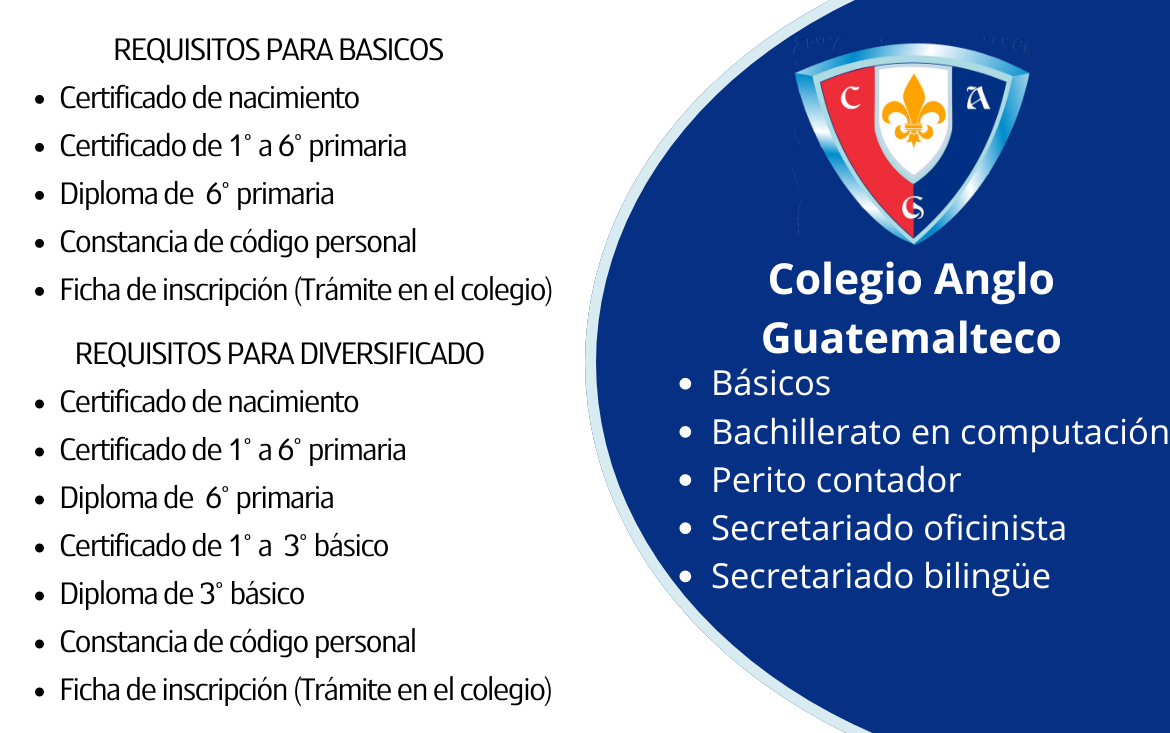 REQUISITOS PARA BASICOS
• Certificado de nacimiento
• Certificado de 1° a 6° primaria
• Diploma de 6° primaria
• Constancia de código personal
• Ficha de inscripción (Trámite en el colegio)
REQUISITOS PARA DIVERSIFICADO
• Certificado de nacimiento
• Certificado de 1° a 6° primaria
• Diploma de 6° primaria
• Certificado de 1° a 3° básico
• Diploma de 3° básico
• Constancia de código personal
• Ficha de inscripción (Trámite en el colegio)
C A
G
Colegio Anglo
Guatemalteco
• Básicos
• Bachillerato en computación
• Perito contador
• Secretariado oficinista
• Secretariado bilingüe